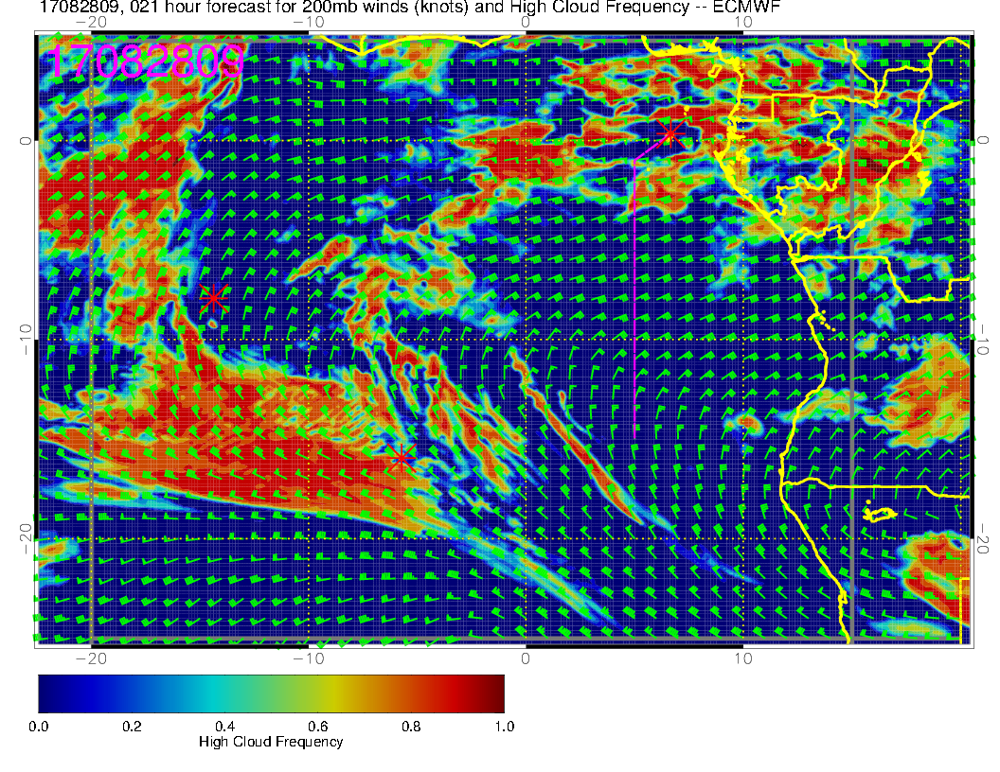 17082809, 021 hour forecast for 200mb winds (knots) and High Cloud Frequency -- ECMWF
−20 −10 0 10
17082809
0 0
−10 −10
−20 −20
−20 −10 0 10
0.0 0.2 0.4 0.6 0.8 1.0
High Cloud Frequency